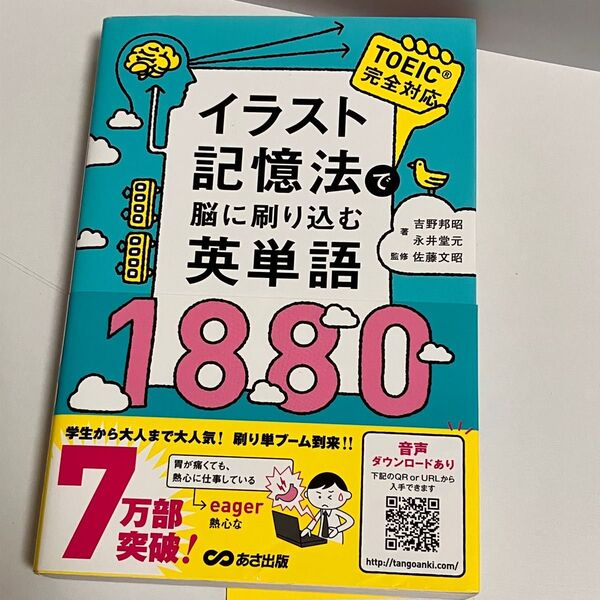 TOEIC®
完全対応
イラスト
記憶法で
脳に刷り込む
英単語
1880
著 吉野邦昭
永井堂元
監修 佐藤文昭
学生から大人まで大人気! 刷り単ブーム到来!!
7万部
突破!
胃が痛くても、
熱心に仕事している
eager
熱心な
あさ出版
音声
ダウンロードあり
下記のQR or URLから
入手できます
http://tangoanki.com/